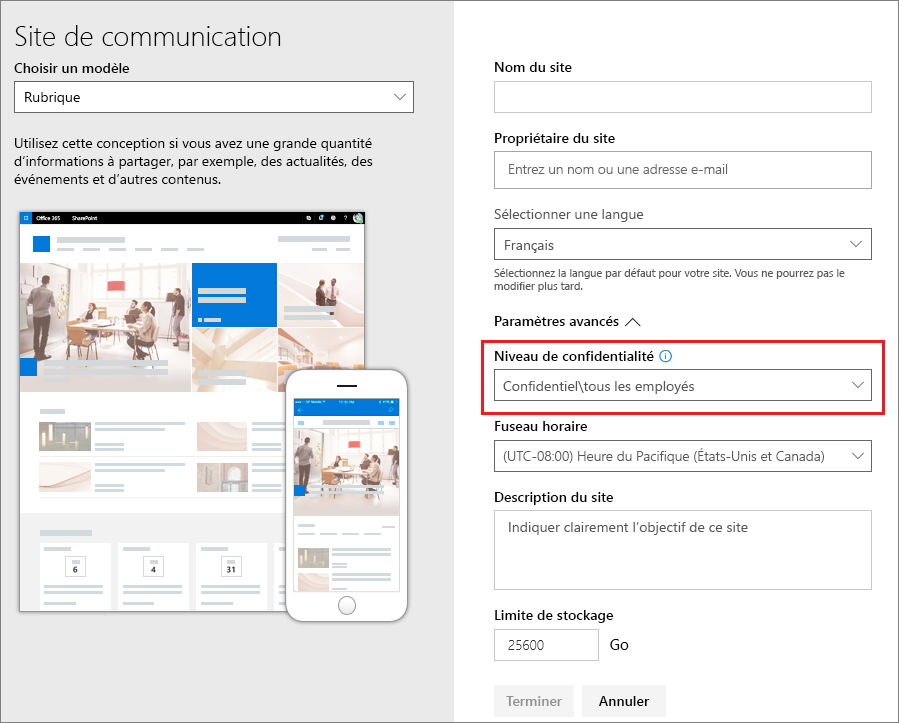 Site de communication
Choisir un modèle
Rubrique
Utilisez cette conception si vous avez une grande quantité
d’informations à partager, par exemple, des actualités, des
événements et d’autres contenus.
Office 365 SharePoint
?
6
4
31
Nom du site
Propriétaire du site
Entrez un nom ou une adresse e-mail
Sélectionner une langue
Français
Sélectionnez la langue par défaut pour votre site. Vous ne pourrez pas le
modifier plus tard.
Paramètres avancés
Niveau de confidentialité
Confidentiel\tous les employés
Fuseau horaire
(UTC-08:00) Heure du Pacifique (États-Unis et Canada)
Description du site
Indiquer clairement l’objectif de ce site
Limite de stockage
25600 Go
Terminer Annuler